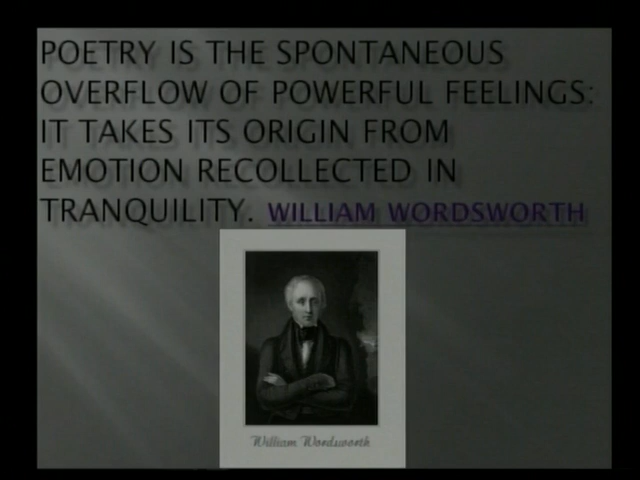 POETRY IS THE SPONTANEOUS
OVERFLOW OF POWERFUL FEELINGS:
IT TAKES ITS ORIGIN FROM
EMOTION RECOLLECTED IN
TRANQUILITY. WILLIAM WORDSWORTH
William Wordsworth